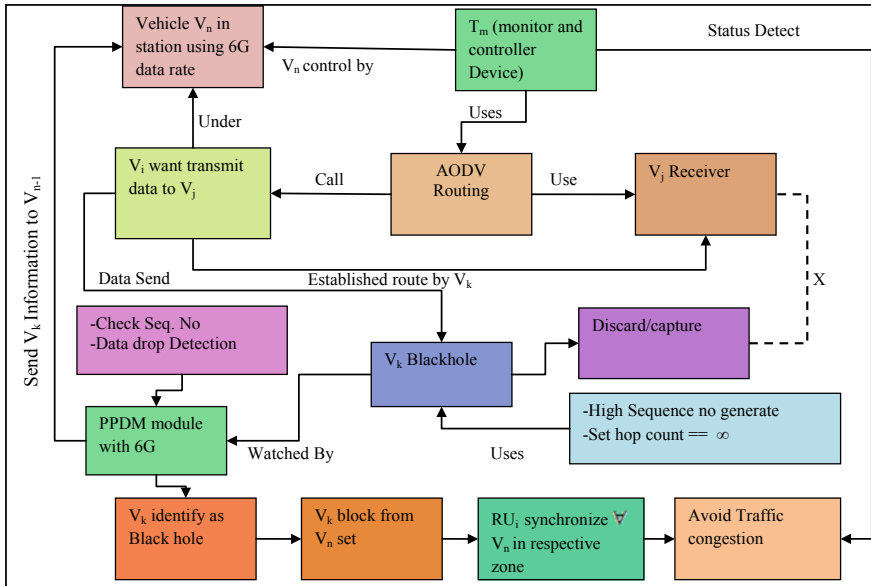 Vehicle Vₙ in
station using 6G
data rate
Vₙ control by
Tₘ (monitor and
controller
Device)
Status Detect
Under
Uses
Vᵢ want transmit
data to Vⱼ
Call
AODV
Routing
Use
Vⱼ Receiver
Send Vₖ Information to Vₙ₋₁
Data Send
Established route by Vₖ
X
-Check Seq. No
-Data drop Detection
Vₖ Blackhole
Discard/capture
PPDM module
with 6G
Watched By
Uses
-High Sequence no generate
-Set hop count == ∞
Vₖ identify as
Black hole
Vₖ block from
Vₙ set
RUᵢ synchronize ∀
Vₙ in respective
zone
Avoid Traffic
congestion